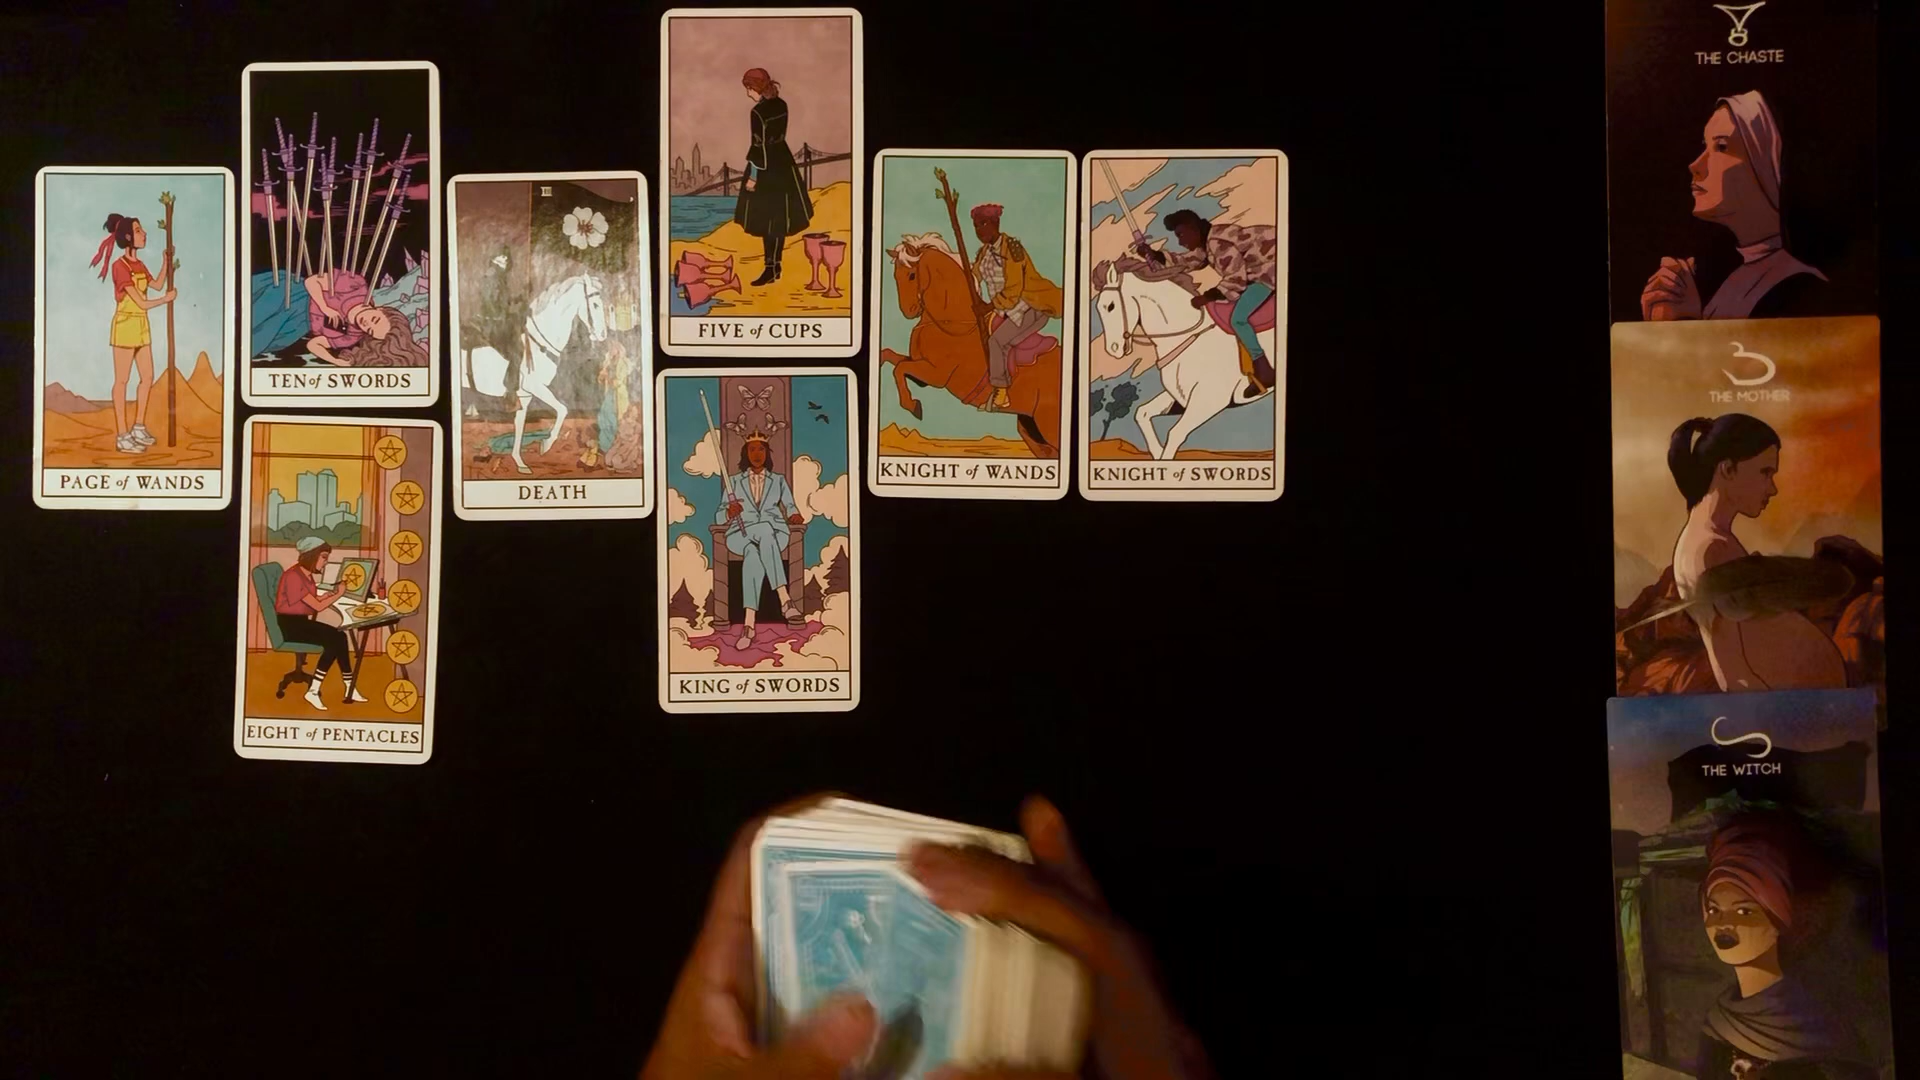 PAGE of WANDS
TEN of SWORDS
EIGHT of PENTACLES
XIII
DEATH
FIVE of CUPS
KING of SWORDS
KNIGHT of WANDS
KNIGHT of SWORDS
THE CHASTE
THE MOTHER
THE WITCH